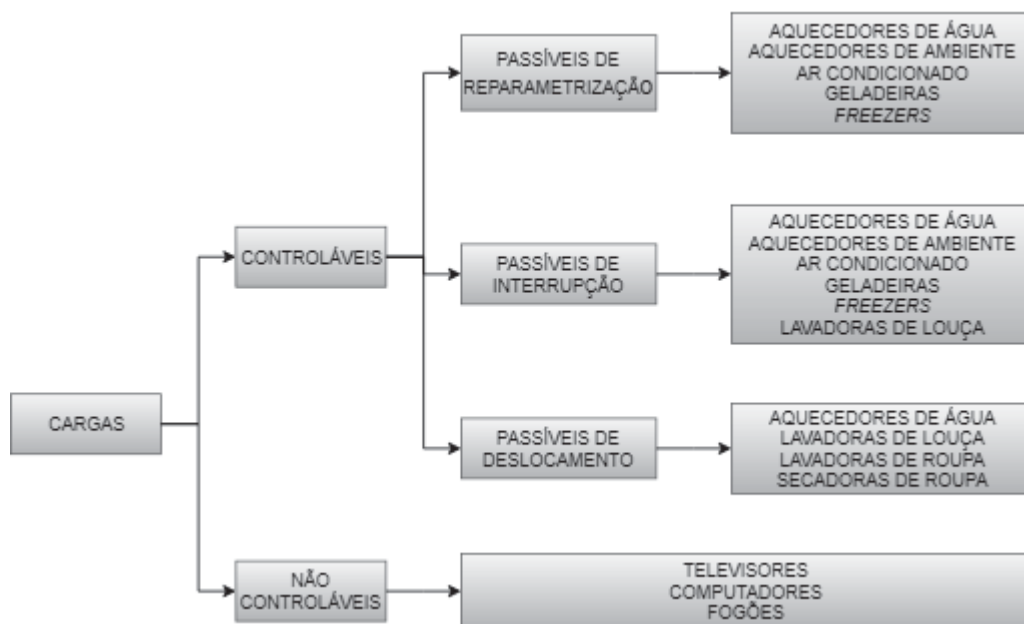 CARGAS
CONTROLÁVEIS
PASSÍVEIS DE
REPARAMETRIZAÇÃO
AQUECEDORES DE ÁGUA
AQUECEDORES DE AMBIENTE
AR CONDICIONADO
GELADEIRAS
FREEZERS
PASSÍVEIS DE
INTERRUPÇÃO
AQUECEDORES DE ÁGUA
AQUECEDORES DE AMBIENTE
AR CONDICIONADO
GELADEIRAS
FREEZERS
LAVADORAS DE LOUÇA
PASSÍVEIS DE
DESLOCAMENTO
AQUECEDORES DE ÁGUA
LAVADORAS DE LOUÇA
LAVADORAS DE ROUPA
SECADORAS DE ROUPA
NÃO
CONTROLÁVEIS
TELEVISORES
COMPUTADORES
FOGÕES